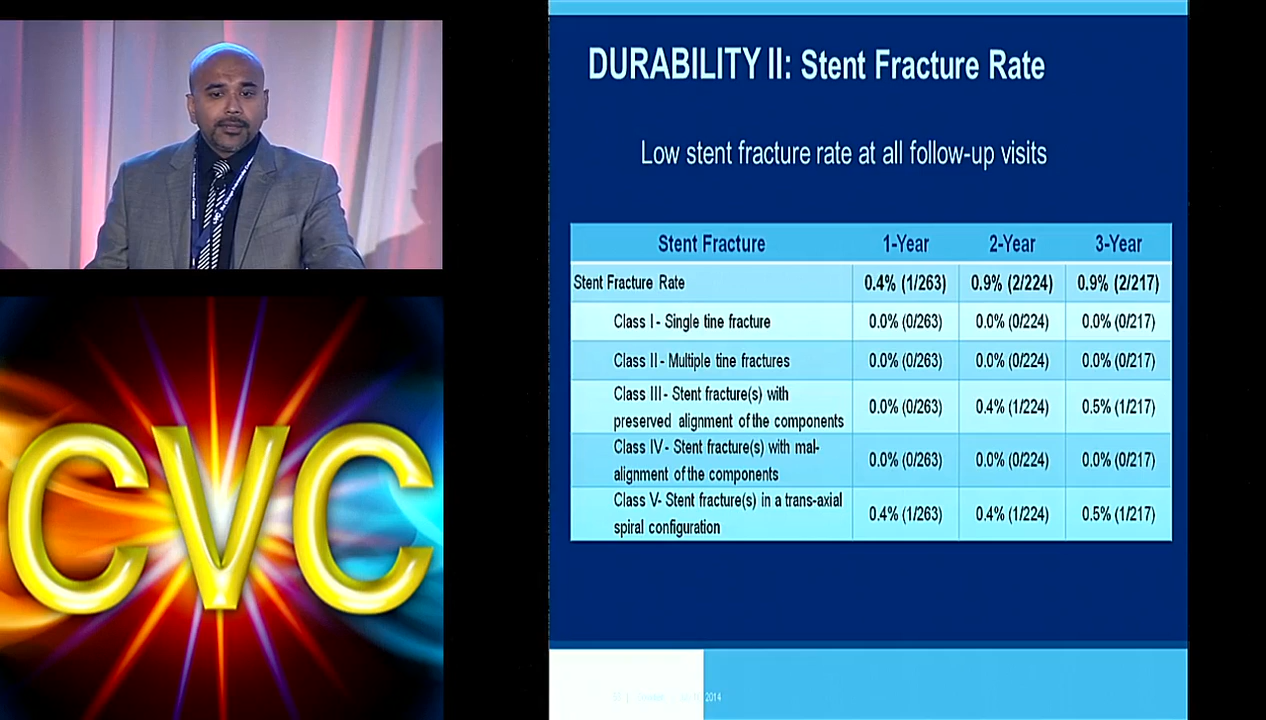 DURABILITY II: Stent Fracture Rate
Low stent fracture rate at all follow-up visits
Stent Fracture 1-Year 2-Year 3-Year
Stent Fracture Rate 0.4% (1/263) 0.9% (2/224) 0.9% (2/217)
Class I - Single tine fracture 0.0% (0/263) 0.0% (0/224) 0.0% (0/217)
Class II - Multiple tine fractures 0.0% (0/263) 0.0% (0/224) 0.0% (0/217)
Class III - Stent fracture(s) with
preserved alignment of the components 0.0% (0/263) 0.4% (1/224) 0.5% (1/217)
Class IV - Stent fracture(s) with mal-
alignment of the components 0.0% (0/263) 0.0% (0/224) 0.0% (0/217)
Class V- Stent fracture(s) in a trans-axial
spiral configuration 0.4% (1/263) 0.4% (1/224) 0.5% (1/217)
2014
CVC